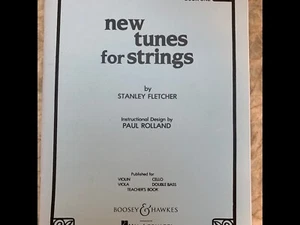 new
tunes
for strings
by
STANLEY FLETCHER
Instructional Design by
PAUL ROLLAND
Published for
VIOLIN CELLO
VIOLA DOUBLE BASS
TEACHER'S BOOK
BOOSEY & HAWKES